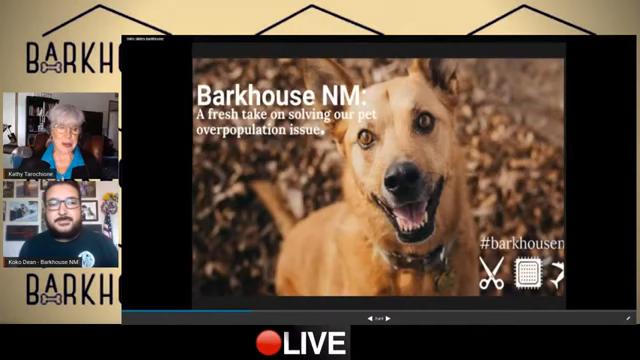 BARKH
Barkhouse NM:
A fresh take on solving our pet
overpopulation issue.
#barkhousen
Kathy Tarochione
Koko Dean - Barkhouse NM
BARKH
LIVE